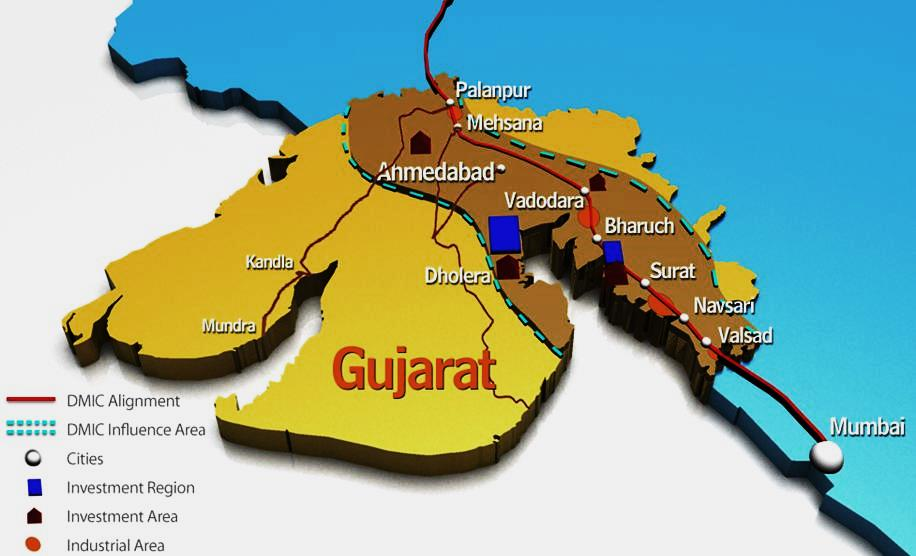 Palanpur
Mehsana
Ahmedabad
Vadodara
Bharuch
Kandla
Dholera
Surat
Navsari
Mundra
Valsad
Gujarat
Mumbai
DMIC Alignment
DMIC Influence Area
Cities
Investment Region
Investment Area
Industrial Area